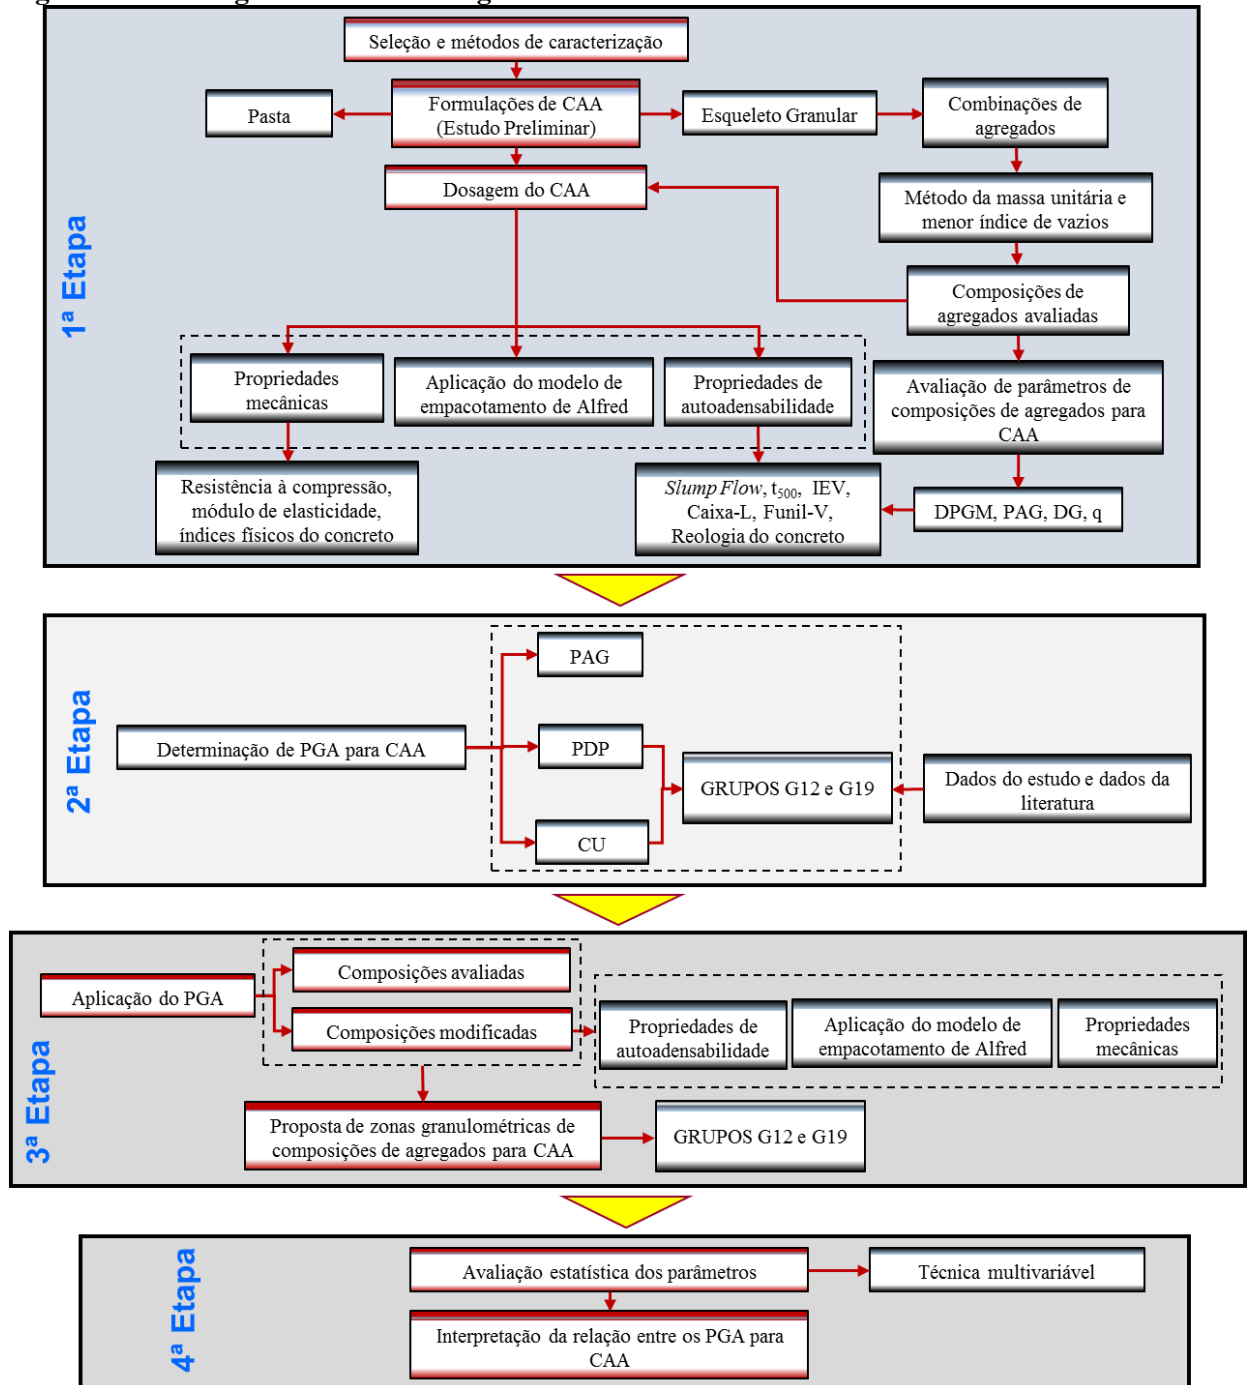 1ª Etapa
Seleção e métodos de caracterização
Pasta
Formulações de CAA
(Estudo Preliminar)
Esqueleto Granular
Combinações de
agregados
Dosagem do CAA
Método da massa unitária e
menor índice de vazios
Composições de
agregados avaliadas
Propriedades
mecânicas
Aplicação do modelo de
empacotamento de Alfred
Propriedades de
autoadensabilidade
Avaliação de parâmetros de
composições de agregados para
CAA
Resistência à compressão,
módulo de elasticidade,
índices físicos do concreto
Slump Flow, t500, IEV,
Caixa-L, Funil-V,
Reologia do concreto
DPGM, PAG, DG, q
2ª Etapa
Determinação de PGA para CAA
PAG
PDP
CU
GRUPOS G12 e G19
Dados do estudo e dados da
literatura
3ª Etapa
Aplicação do PGA
Composições avaliadas
Composições modificadas
Propriedades de
autoadensabilidade
Aplicação do modelo de
empacotamento de Alfred
Propriedades
mecânicas
Proposta de zonas granulométricas de
composições de agregados para CAA
GRUPOS G12 e G19
4ª Etapa
Avaliação estatística dos parâmetros
Técnica multivariável
Interpretação da relação entre os PGA para
CAA